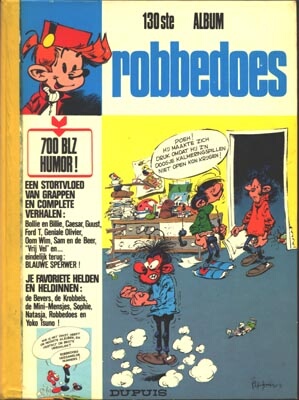 130ste ALBUM
robbedoes
700 BLZ
HUMOR!
EEN STORTVLOED
VAN GRAPPEN
EN COMPLETE
VERHALEN:
Bollie en Billie, Caesar, Guust,
Ford T, Geniale Olivier,
Oom Wim, Sam en de Beer,
"Vrij Vel" en...
eindelijk terug:
BLAUWE SPERWER!
JE FAVORIETE HELDEN
EN HELDINNEN:
de Bevers, de Krobbels,
de Mini-Mensjes, Sophie,
Natasja, Robbedoes en
Yoko Tsuno!
POEH!
HIJ MAAKTE ZICH
DRUK OMDAT HIJ Z'N
DOOSJE KALMERINGSPILLEN
NIET OPEN KON KRIJGEN!
DUPUIS